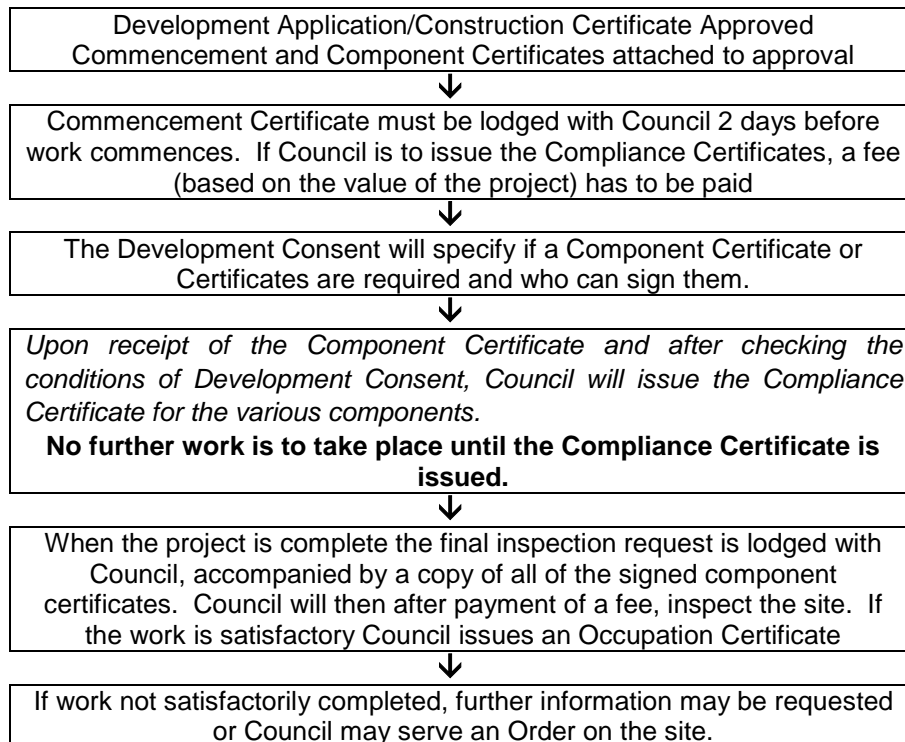 Development Application/Construction Certificate Approved
Commencement and Component Certificates attached to approval
Commencement Certificate must be lodged with Council 2 days before
work commences.  If Council is to issue the Compliance Certificates, a fee
(based on the value of the project) has to be paid
The Development Consent will specify if a Component Certificate or
Certificates are required and who can sign them.
Upon receipt of the Component Certificate and after checking the
conditions of Development Consent, Council will issue the Compliance
Certificate for the various components.
No further work is to take place until the Compliance Certificate is
issued.
When the project is complete the final inspection request is lodged with
Council, accompanied by a copy of all of the signed component
certificates.  Council will then after payment of a fee, inspect the site.  If
the work is satisfactory Council issues an Occupation Certificate
If work not satisfactorily completed, further information may be requested
or Council may serve an Order on the site.